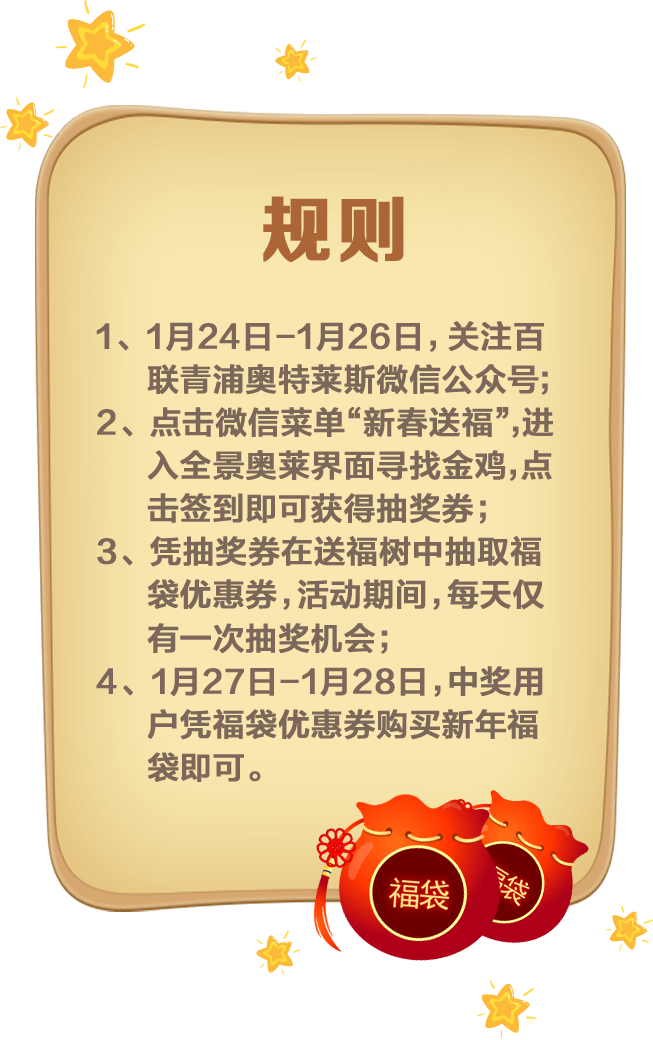 规则
1、1月24日-1月26日，关注百
联青浦奥特莱斯微信公众号;
2、点击微信菜单“新春送福”,进
入全景奥莱界面寻找金鸡,点
击签到即可获得抽奖券；
3、凭抽奖券在送福树中抽取福
袋优惠券，活动期间，每天仅
有一次抽奖机会；
4、1月27日-1月28日,中奖用
户凭福袋优惠券购买新年福
袋即可。
福袋
福袋